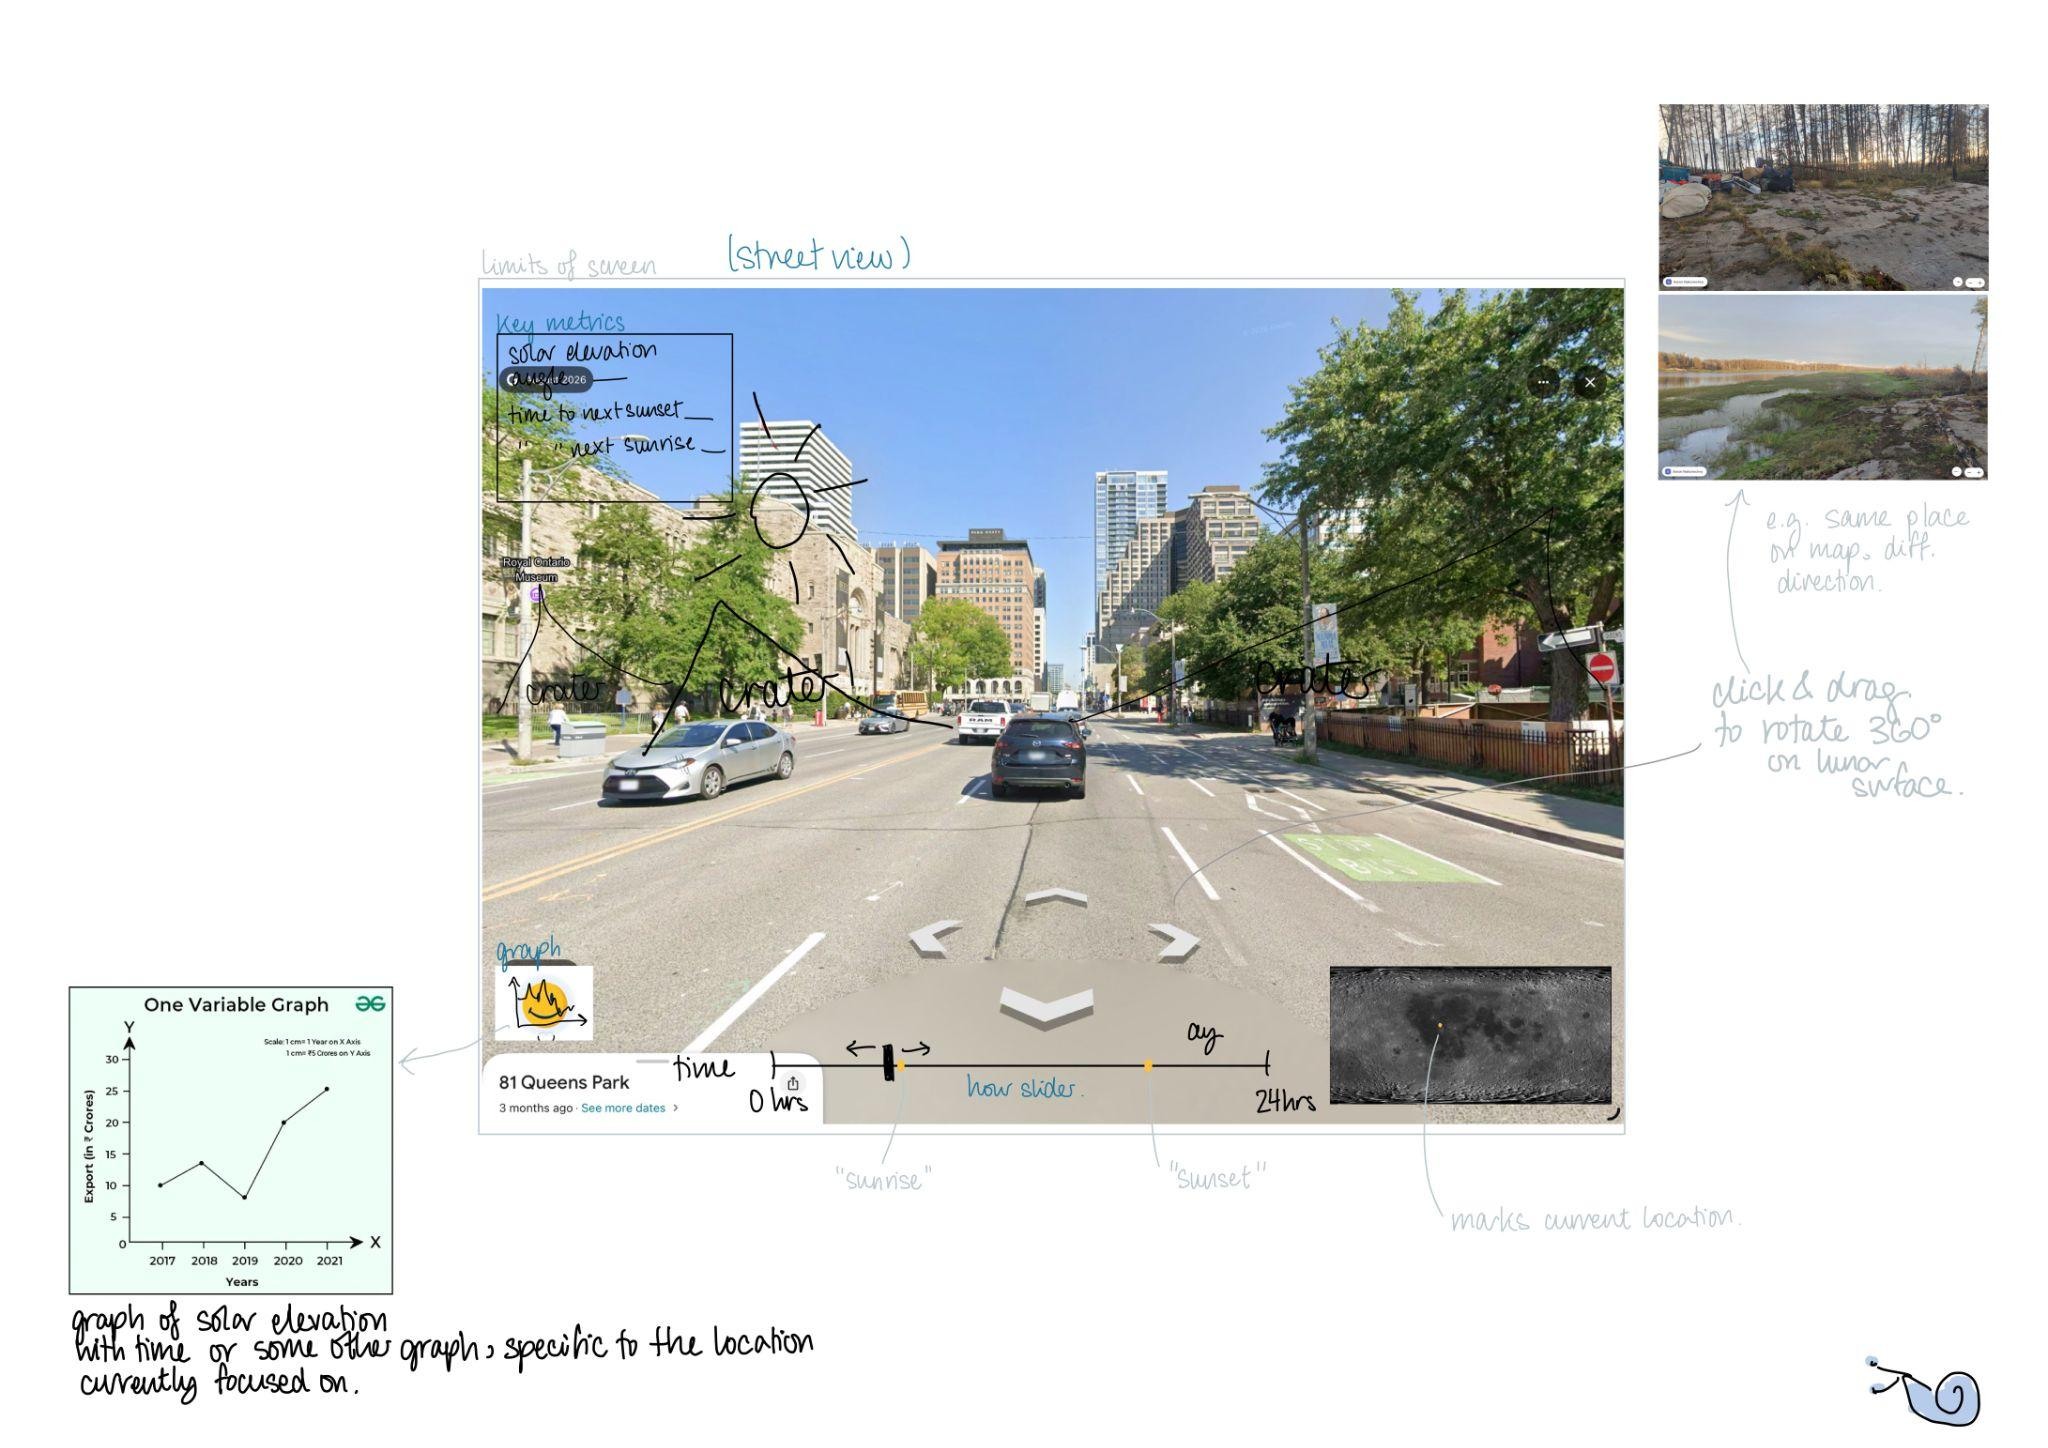 limits of screen
(street view)
Key metrics
solar elevation
angle
2026
time to next sunset
" " next sunrise
Royal Ontario
Museum
crater
crater!
crater
RAM
STOP
BUS
e.g. same place
on map, diff.
direction.
click & drag
to rotate 360°
on lunar
surface.
graph
One Variable Graph
Y
Scale: 1 cm= 1 Year on X Axis
1 cm= ₹5 Crores on Y Axis
30
25
20
15
10
5
0
X
Export (in ₹ Crores)
2017 2018 2019 2020 2021
Years
81 Queens Park
3 months ago · See more dates >
time
0 hrs
hour slider.
24hrs
"sunrise"
"sunset"
marks current location.
graph of solar elevation
with time or some other graph, specific to the location
currently focused on.